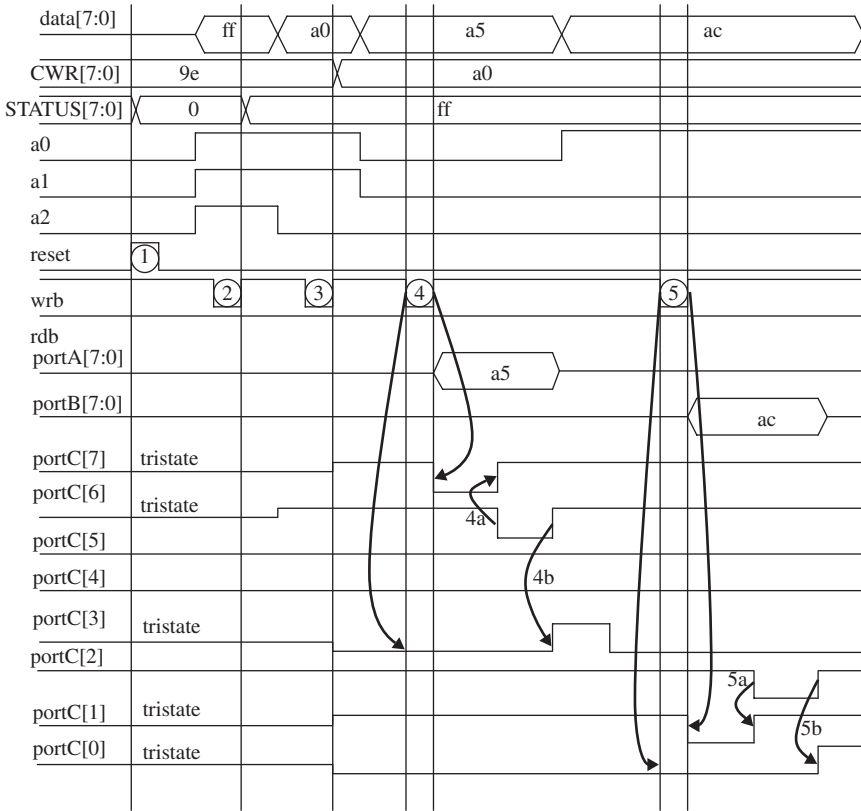 data[7:0] ff a0 a5 ac
CWR[7:0] 9e a0
STATUS[7:0] 0 ff
a0
a1
a2
reset 1
wrb 2 3 4 5
rdb
portA[7:0] a5
portB[7:0] ac
portC[7] tristate
portC[6] tristate 4a
portC[5]
portC[4] 4b
portC[3] tristate
portC[2]
5a
portC[1] tristate 5b
portC[0] tristate